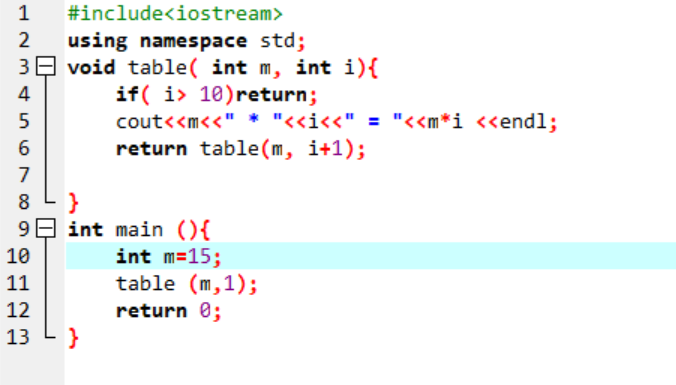 1 #include<iostream>
2 using namespace std;
3 void table( int m, int i){
4 if( i> 10)return;
5 cout<<m<<" * "<<i<<" = "<<m*i <<endl;
6 return table(m, i+1);
7
8 }
9 int main (){
10 int m=15;
11 table (m,1);
12 return 0;
13 }